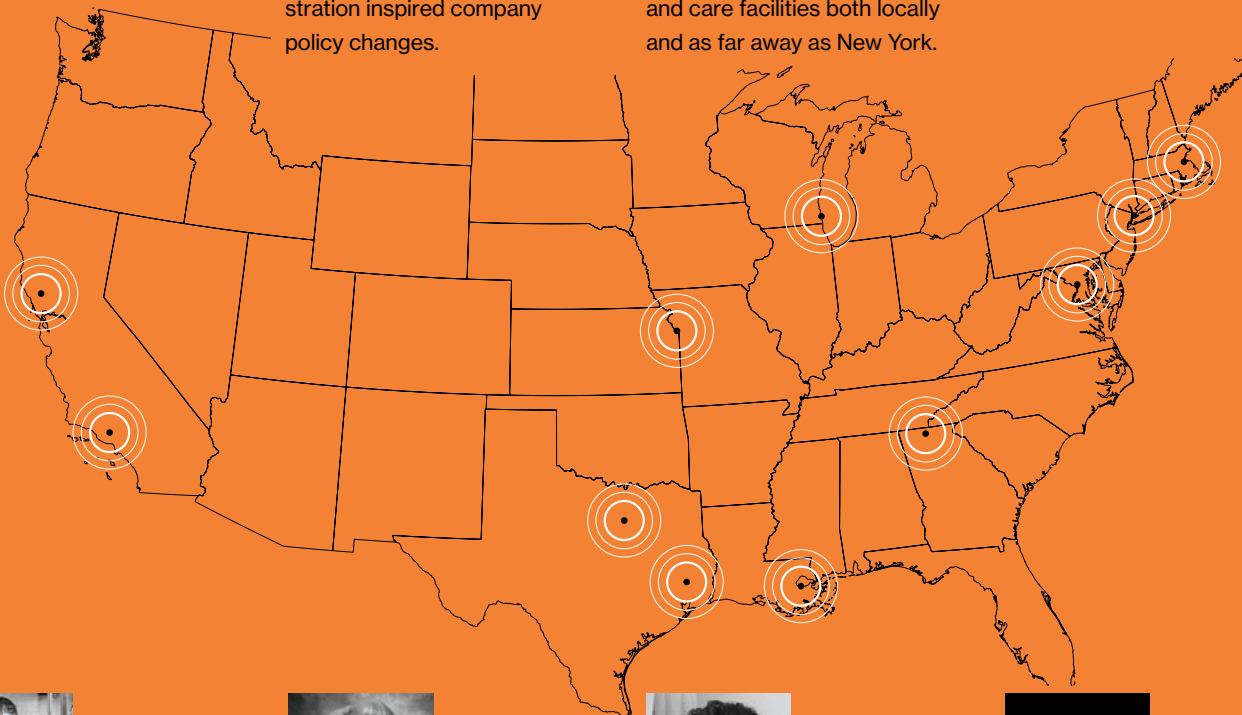 stration inspired company
policy changes.
and care facilities both locally
and as far away as New York.